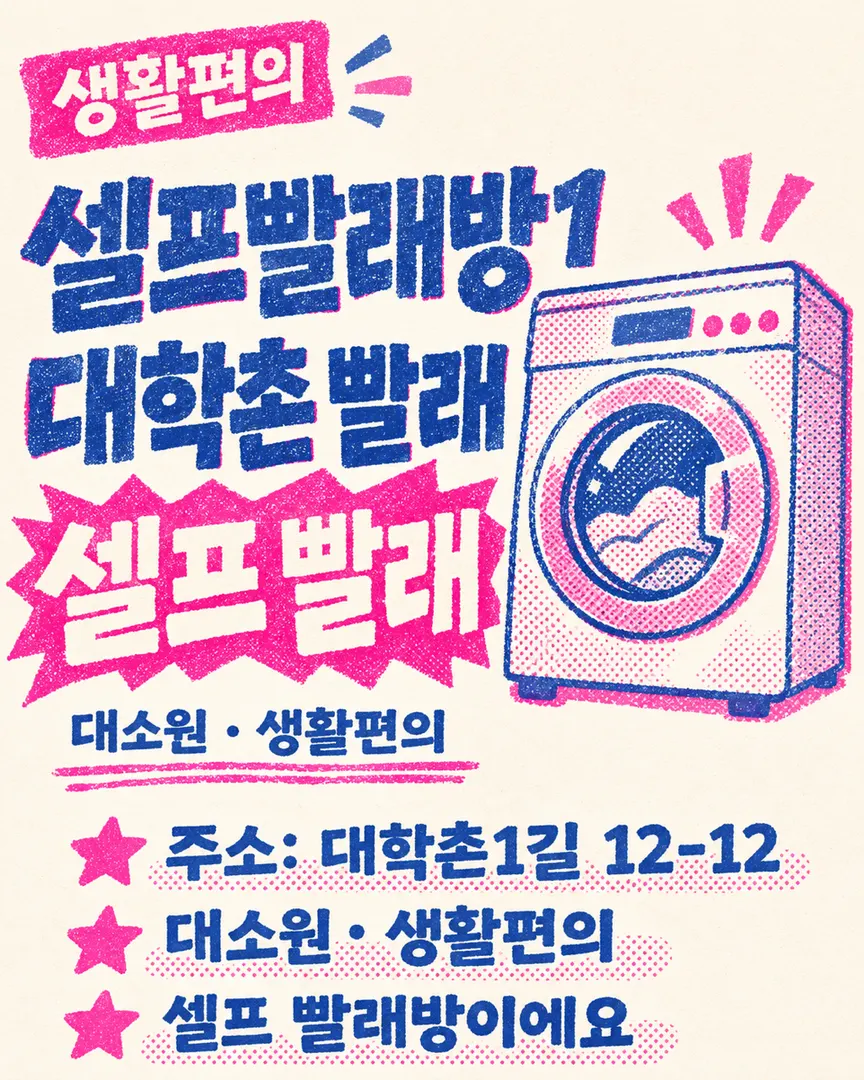 생활편의
셀프빨래방1
대학촌 빨래
셀프 빨래
대소원 · 생활편의
주소: 대학촌1길 12-12
대소원 · 생활편의
셀프 빨래방이에요